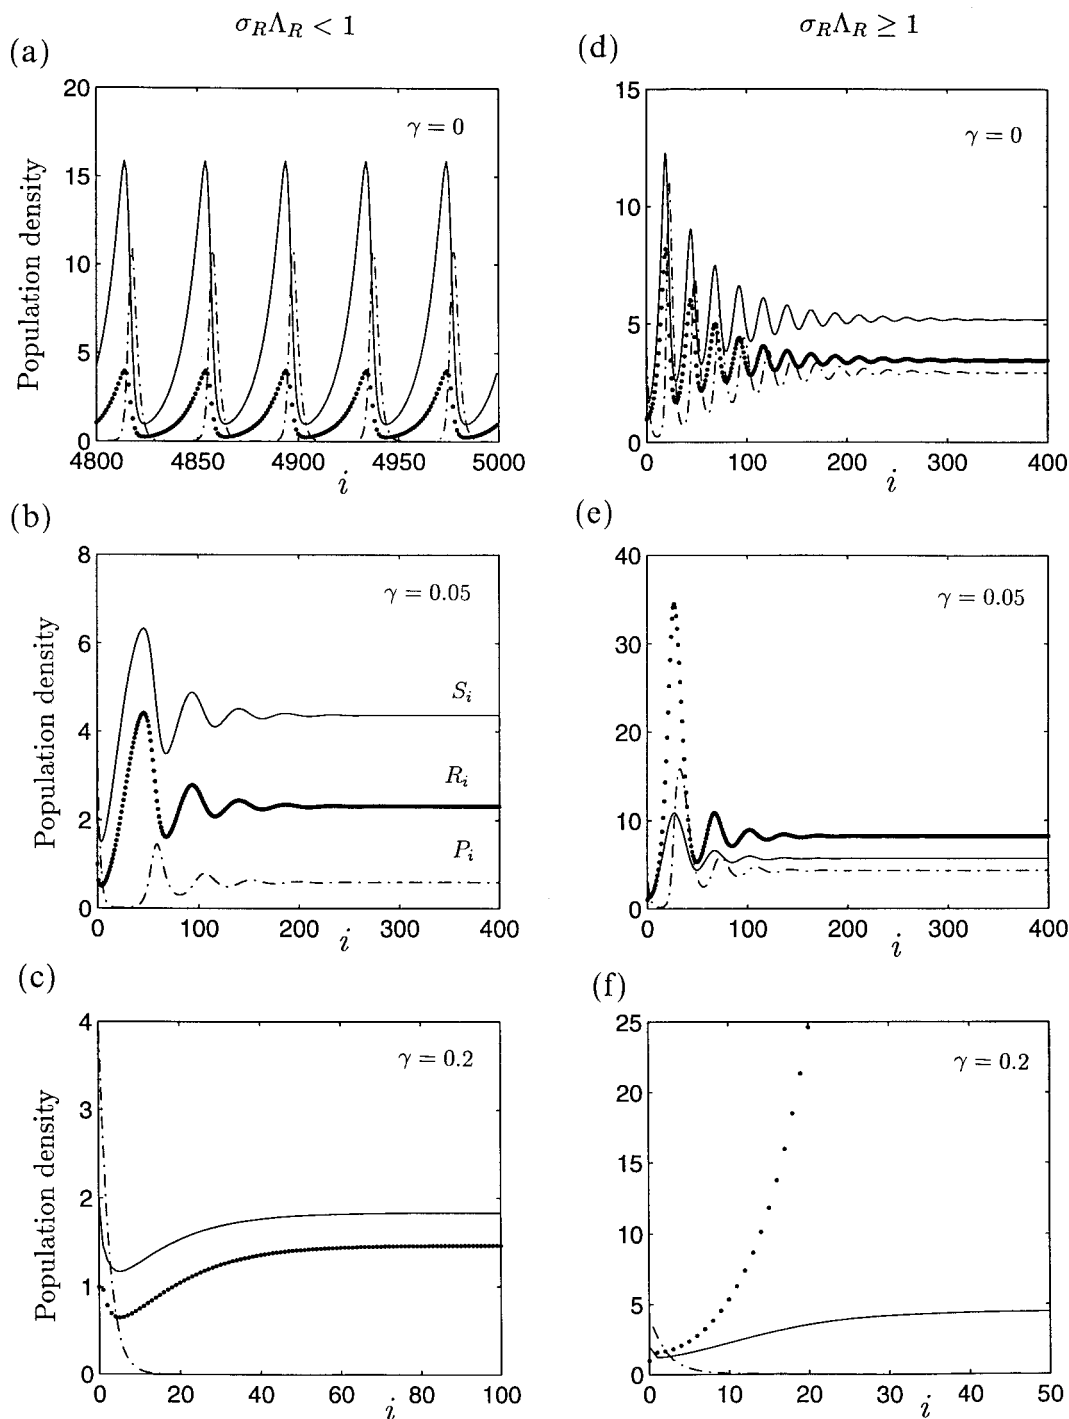 σ_RΛ_R < 1
σ_RΛ_R ≥ 1
(a)
γ = 0
Population density
20
15
10
5
0
4800
4850
4900
4950
5000
i
(d)
γ = 0
15
10
5
0
0
100
200
300
400
i
(b)
γ = 0.05
Population density
8
6
4
2
0
S_i
R_i
P_i
0
100
200
300
400
i
(e)
γ = 0.05
40
30
20
10
0
0
100
200
300
400
i
(c)
γ = 0.2
Population density
4
3
2
1
0
0
20
40
60
80
100
i
(f)
γ = 0.2
25
20
15
10
5
0
0
10
20
30
40
50
i